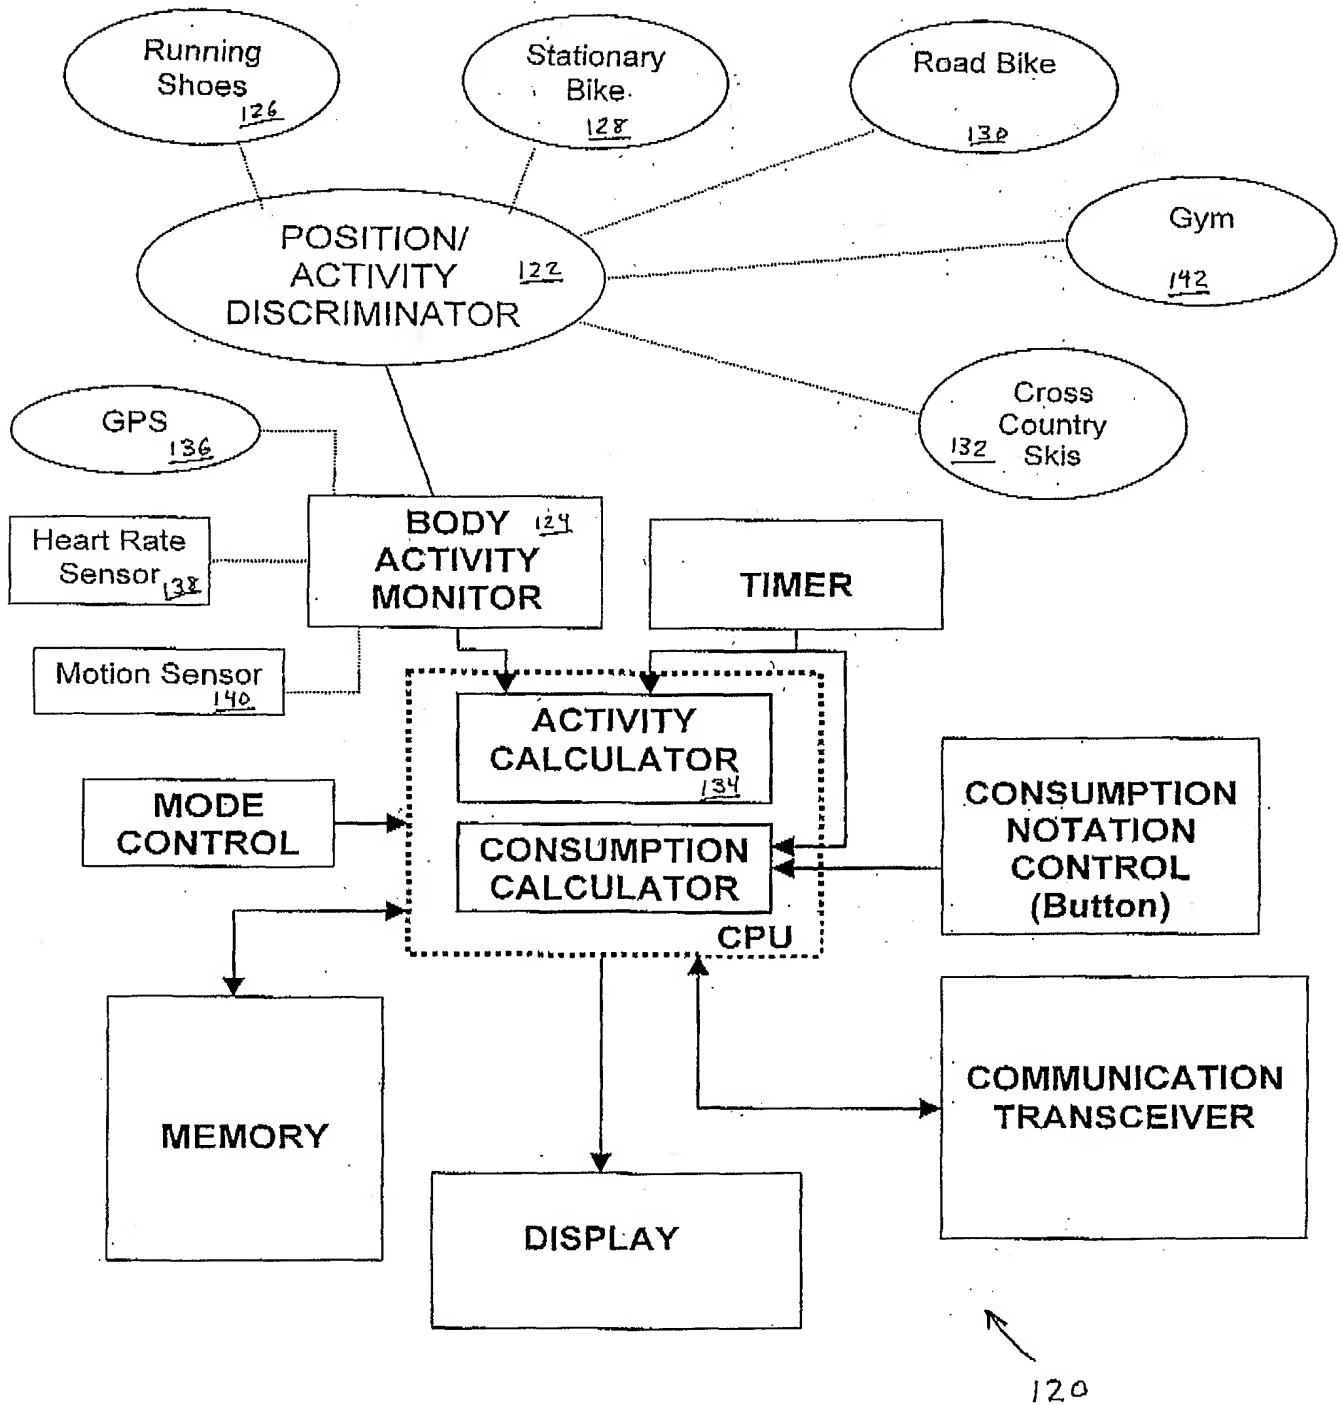 Running
Shoes
126
Stationary
Bike
128
Road Bike
130
Gym
142
POSITION/
ACTIVITY
DISCRIMINATOR
122
Cross
Country
Skis
132
GPS
136
Heart Rate
Sensor
138
Motion Sensor
140
BODY
ACTIVITY
MONITOR
124
TIMER
ACTIVITY
CALCULATOR
134
MODE
CONTROL
CONSUMPTION
CALCULATOR
CPU
CONSUMPTION
NOTATION
CONTROL
(Button)
MEMORY
COMMUNICATION
TRANSCEIVER
DISPLAY
120